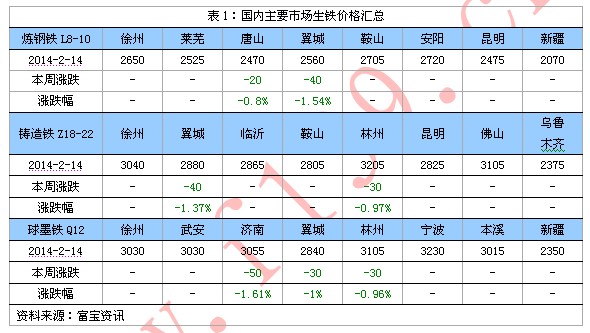 表1：国内主要市场生铁价格汇总
炼钢铁 L8-10 徐州 莱芜 唐山 翼城 鞍山 安阳 昆明 新疆
2014-2-14 2650 2525 2470 2560 2705 2720 2475 2070
本周涨跌 - - -20 -40 - - - -
涨跌幅 - - -0.8% -1.54% - - - -
铸造铁 Z18-22 徐州 翼城 临沂 鞍山 林州 昆明 佛山 乌鲁
木齐
2014-2-14 3040 2880 2865 2805 3205 2825 3105 2375
本周涨跌 - -40 - - -30 - - -
涨跌幅 - -1.37% - - -0.97% - - -
球墨铁 Q12 徐州 武安 济南 翼城 林州 宁波 本溪 新疆
2014-2-14 3030 3030 3055 2840 3105 3230 3015 2350
本周涨跌 - - -50 -30 -30 - - -
涨跌幅 - - -1.61% -1% -0.96% - - -
资料来源：富宝资讯